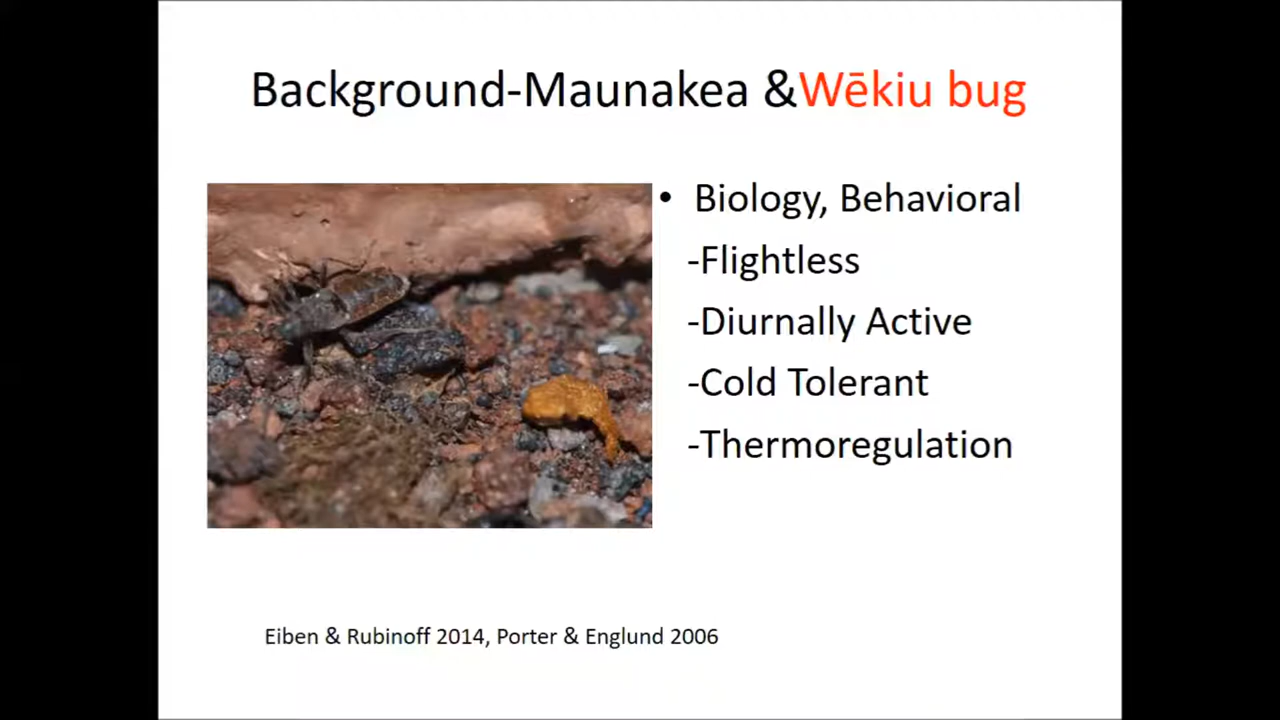 Background-Maunakea &Wēkiu bug
• Biology, Behavioral
-Flightless
-Diurnally Active
-Cold Tolerant
-Thermoregulation
Eiben & Rubinoff 2014, Porter & Englund 2006